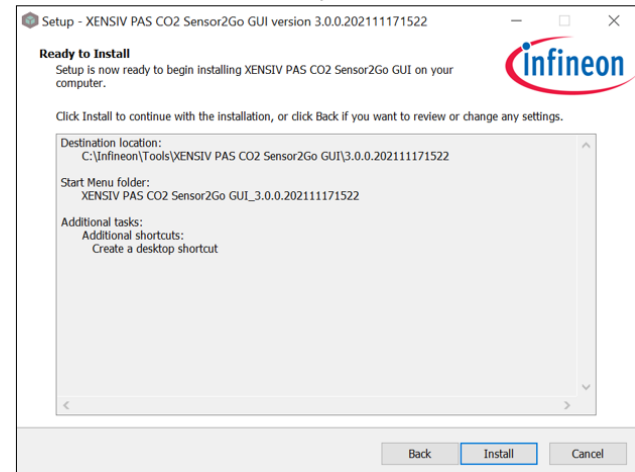 Setup - XENSIV PAS CO2 Sensor2Go GUI version 3.0.0.202111171522
Ready to Install
Setup is now ready to begin installing XENSIV PAS CO2 Sensor2Go GUI on your
computer.
infineon
Click Install to continue with the installation, or click Back if you want to review or change any settings.
Destination location:
C:\Infineon\Tools\XENSIV PAS CO2 Sensor2Go GUI\3.0.0.202111171522
Start Menu folder:
XENSIV PAS CO2 Sensor2Go GUI_3.0.0.202111171522
Additional tasks:
Additional shortcuts:
Create a desktop shortcut
Back Install Cancel